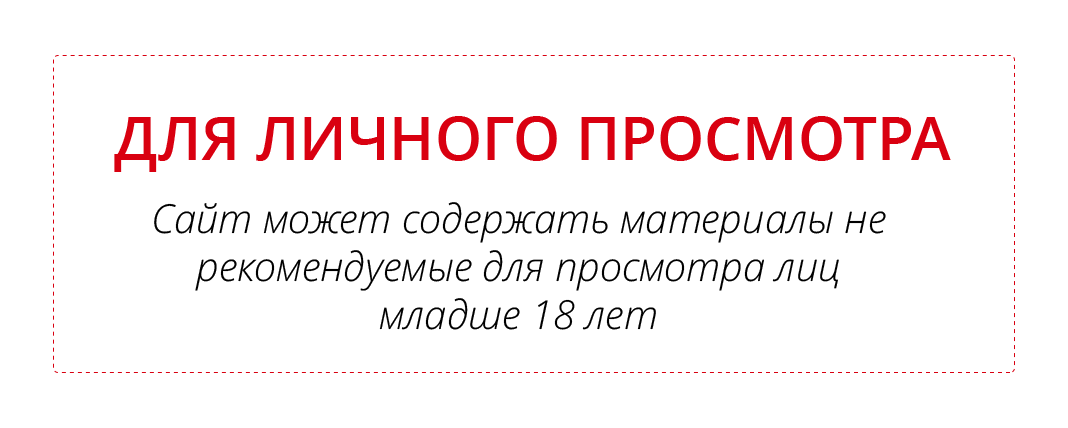 ДЛЯ ЛИЧНОГО ПРОСМОТРА
Сайт может содержать материалы не
рекомендуемые для просмотра лиц
младше 18 лет